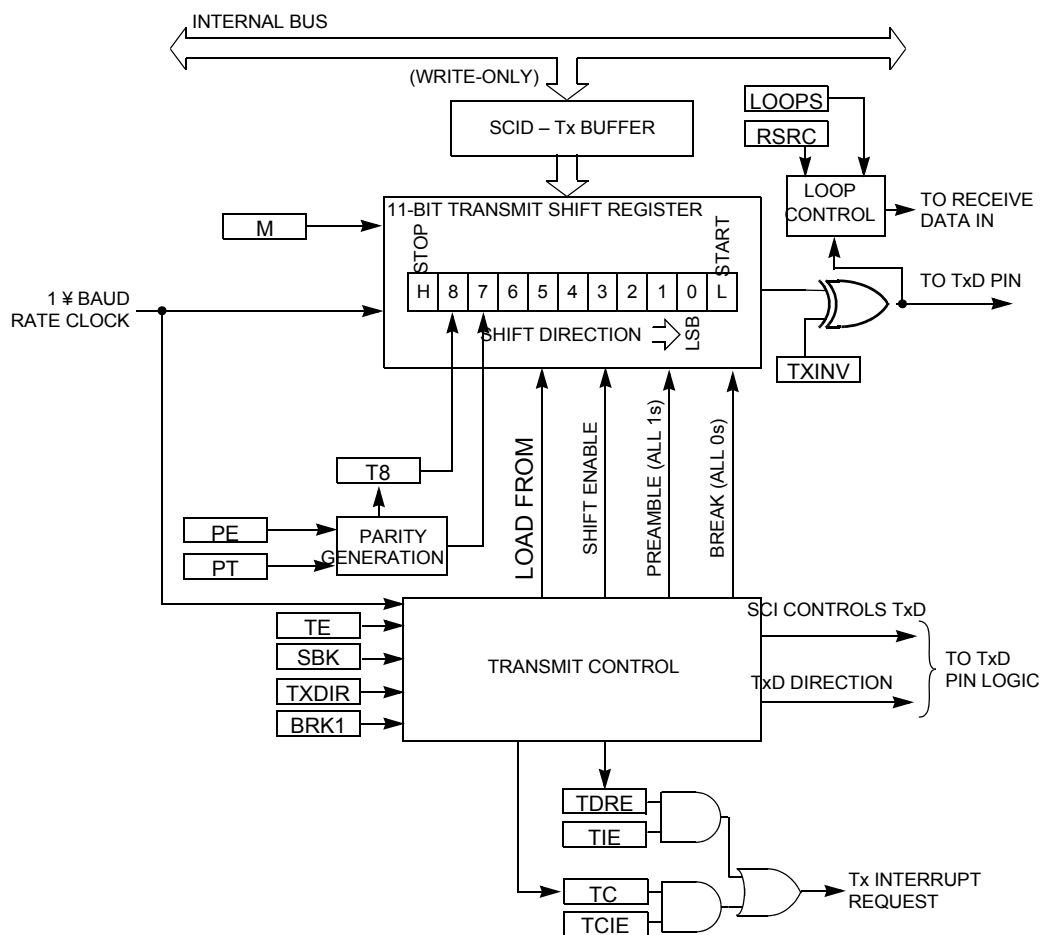 INTERNAL BUS
(WRITE-ONLY)
SCID – Tx BUFFER
LOOPS
RSRC
LOOP
CONTROL
TO RECEIVE
DATA IN
11-BIT TRANSMIT SHIFT REGISTER
M
STOP
START
H 8 7 6 5 4 3 2 1 0 L
1 ¥ BAUD
RATE CLOCK
SHIFT DIRECTION
LSB
TO TxD PIN
TXINV
T8
PE
PT
PARITY
GENERATION
LOAD FROM
SHIFT ENABLE
PREAMBLE (ALL 1s)
BREAK (ALL 0s)
TE
SBK
TXDIR
BRK1
TRANSMIT CONTROL
SCI CONTROLS TxD
TxD DIRECTION
TO TxD
PIN LOGIC
TDRE
TIE
TC
TCIE
Tx INTERRUPT
REQUEST